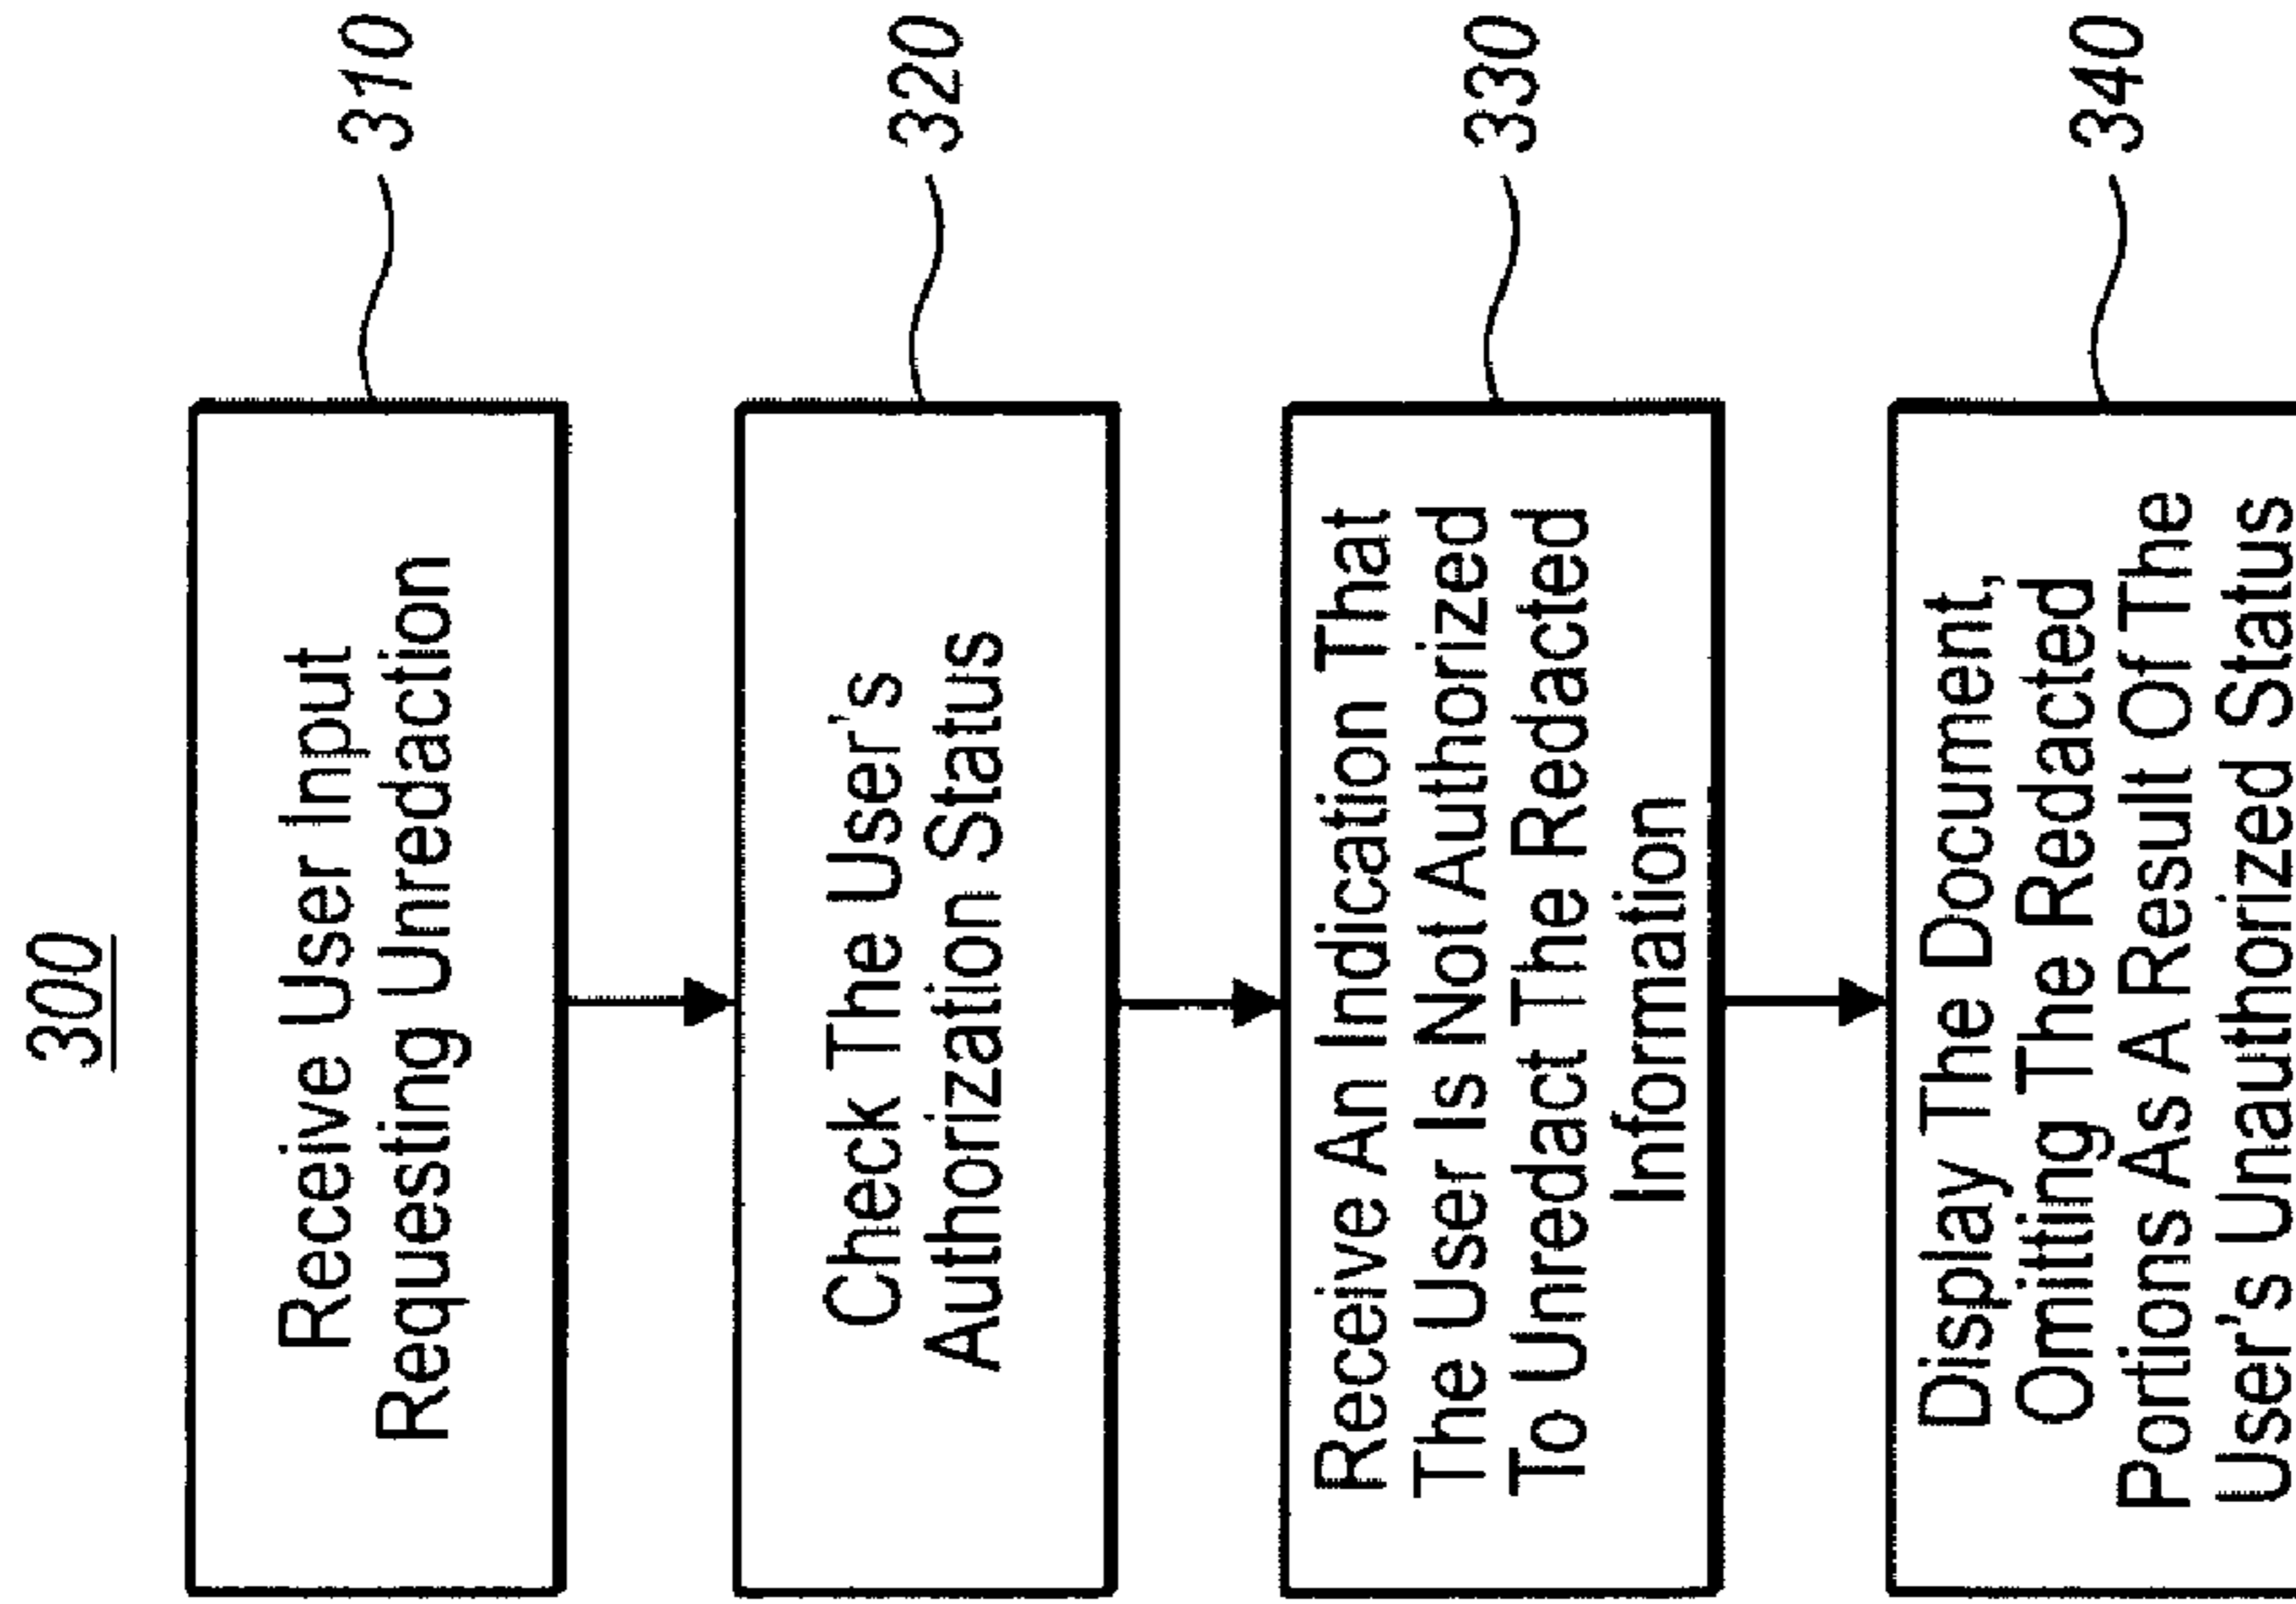 300
Receive User Input
Requesting Unredaction
310
Check The User's
Authorization Status
320
Receive An Indication That
The User Is Not Authorized
To Unredact The Redacted
Information
330
Display The Document,
Omitting The Redacted
Portions As A Result Of The
User's Unauthorized Status
340